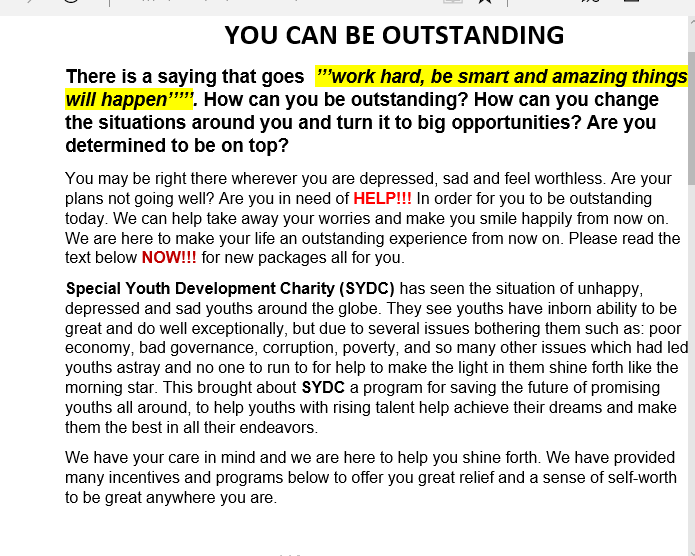 YOU CAN BE OUTSTANDING
There is a saying that goes ’’’work hard, be smart and amazing things
will happen’’’’’. How can you be outstanding? How can you change
the situations around you and turn it to big opportunities? Are you
determined to be on top?
You may be right there wherever you are depressed, sad and feel worthless. Are your
plans not going well? Are you in need of HELP!!! In order for you to be outstanding
today. We can help take away your worries and make you smile happily from now on.
We are here to make your life an outstanding experience from now on. Please read the
text below NOW!!! for new packages all for you.
Special Youth Development Charity (SYDC) has seen the situation of unhappy,
depressed and sad youths around the globe. They see youths have inborn ability to be
great and do well exceptionally, but due to several issues bothering them such as: poor
economy, bad governance, corruption, poverty, and so many other issues which had led
youths astray and no one to run to for help to make the light in them shine forth like the
morning star. This brought about SYDC a program for saving the future of promising
youths all around, to help youths with rising talent help achieve their dreams and make
them the best in all their endeavors.
We have your care in mind and we are here to help you shine forth. We have provided
many incentives and programs below to offer you great relief and a sense of self-worth
to be great anywhere you are.